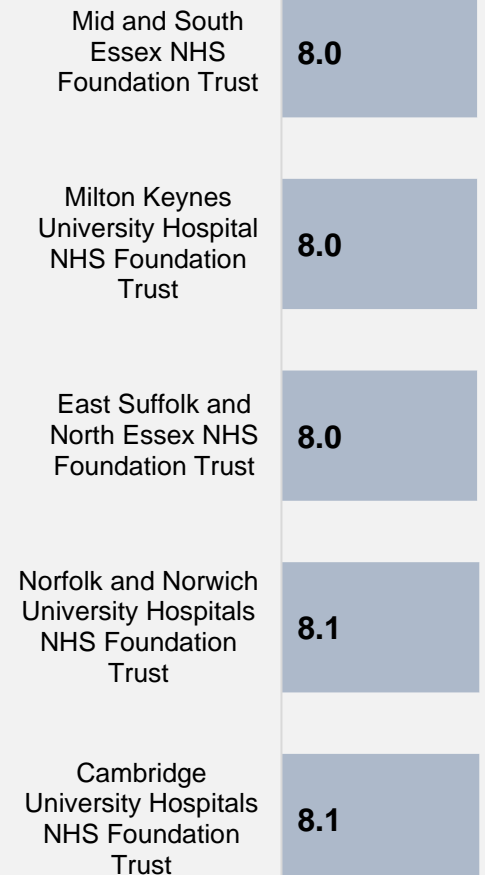 Mid and South
Essex NHS
Foundation Trust
8.0
Milton Keynes
University Hospital
NHS Foundation
Trust
8.0
East Suffolk and
North Essex NHS
Foundation Trust
8.0
Norfolk and Norwich
University Hospitals
NHS Foundation
Trust
8.1
Cambridge
University Hospitals
NHS Foundation
Trust
8.1